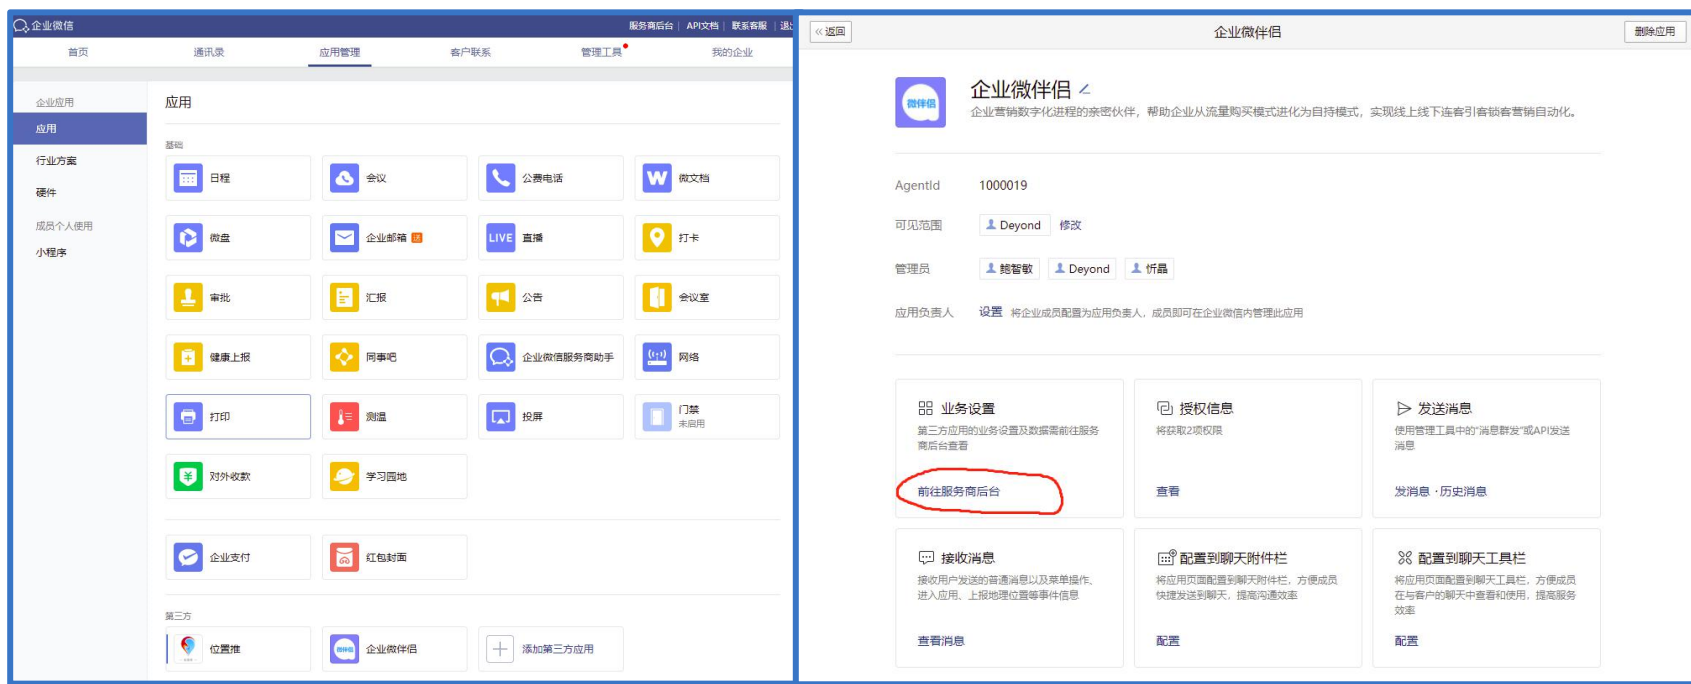 企业微信
服务商后台 | API文档 | 联系客服 |
首页 通讯录 应用管理 客户联系 管理工具 我的企业
企业应用
应用
行业方案
硬件
成员个人使用
小程序
应用
基础
日程 会议 公费电话 W 微文档
微盘 企业邮箱 LIVE 直播 打卡
审批 汇报 公告 会议室
健康上报 同事吧 企业微信服务商助手 网络
打印 测温 投屏 门禁
未启用
对外收款 学习园地
企业支付 红包封面
第三方
位置推 微伴侣 企业微伴侣 添加第三方应用
«返回 企业微伴侣 删除应用
微伴侣
企业微伴侣
企业营销数字化进程的亲密伙伴，帮助企业从流量购买模式进化为自持模式，实现线上线下连客引客锁客营销自动化。
AgentId 1000019
可见范围 Deyond 修改
管理员 鲍智敏 Deyond 忻晶
应用负责人 设置 将企业成员配置为应用负责人，成员即可在企业微信内管理此应用
业务设置
第三方应用的业务设置及数据需前往服务
商后台查看
前往服务商后台
授权信息
将获取2项权限
查看
发送消息
使用管理工具中的“消息群发”或API发送
消息
发消息 · 历史消息
接收消息
接收用户发送的普通消息以及菜单操作、
进入应用、上报地理位置等事件信息
查看消息
配置到聊天附件栏
将应用页面配置到聊天附件栏，方便成员
快捷发送到聊天，提高沟通效率
配置
配置到聊天工具栏
将应用页面配置到聊天工具栏，方便成员
在与客户的聊天中查看和使用，提高服务
效率
配置